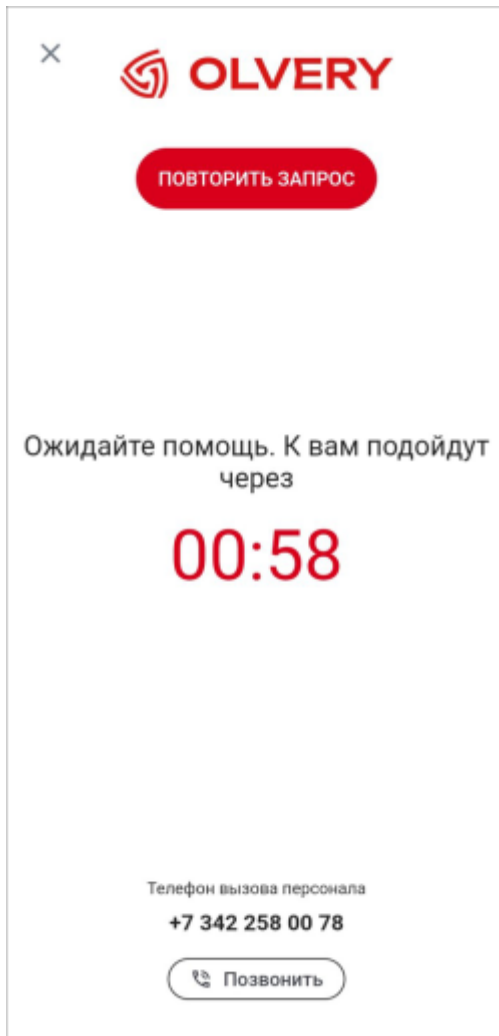 OLVERY
ПОВТОРИТЬ ЗАПРОС
Ожидайте помощь. К вам подойдут
через
00:58
Телефон вызова персонала
+7 342 258 00 78
Позвонить